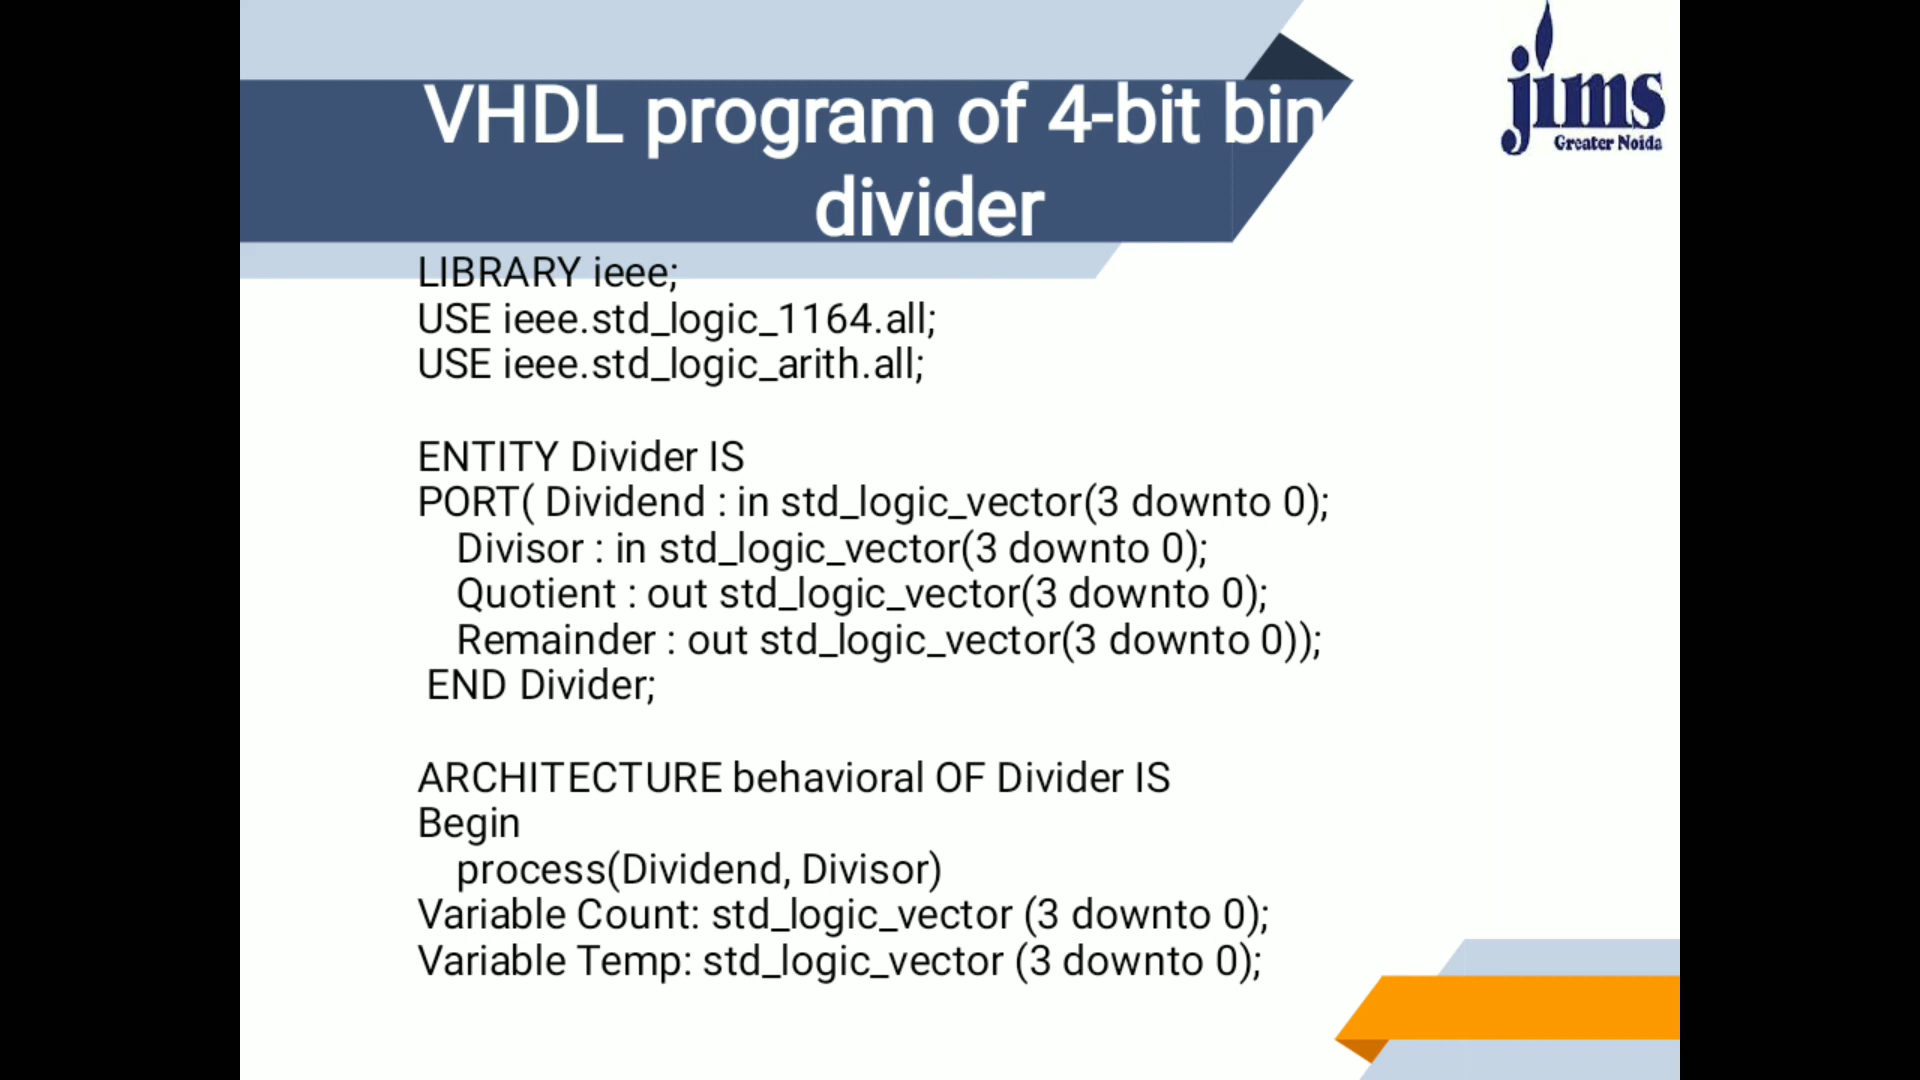 VHDL program of 4-bit bin
divider
jims
Greater Noida
LIBRARY ieee;
USE ieee.std_logic_1164.all;
USE ieee.std_logic_arith.all;
ENTITY Divider IS
PORT( Dividend : in std_logic_vector(3 downto 0);
Divisor : in std_logic_vector(3 downto 0);
Quotient : out std_logic_vector(3 downto 0);
Remainder : out std_logic_vector(3 downto 0));
END Divider;
ARCHITECTURE behavioral OF Divider IS
Begin
process(Dividend, Divisor)
Variable Count: std_logic_vector (3 downto 0);
Variable Temp: std_logic_vector (3 downto 0);